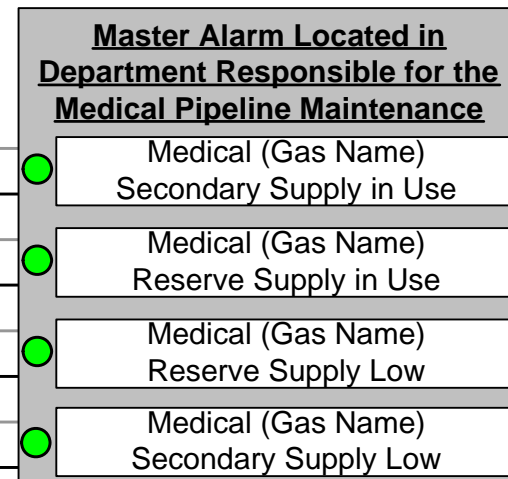 Master Alarm Located in
Department Responsible for the
Medical Pipeline Maintenance
Medical (Gas Name)
Secondary Supply in Use
Medical (Gas Name)
Reserve Supply in Use
Medical (Gas Name)
Reserve Supply Low
Medical (Gas Name)
Secondary Supply Low